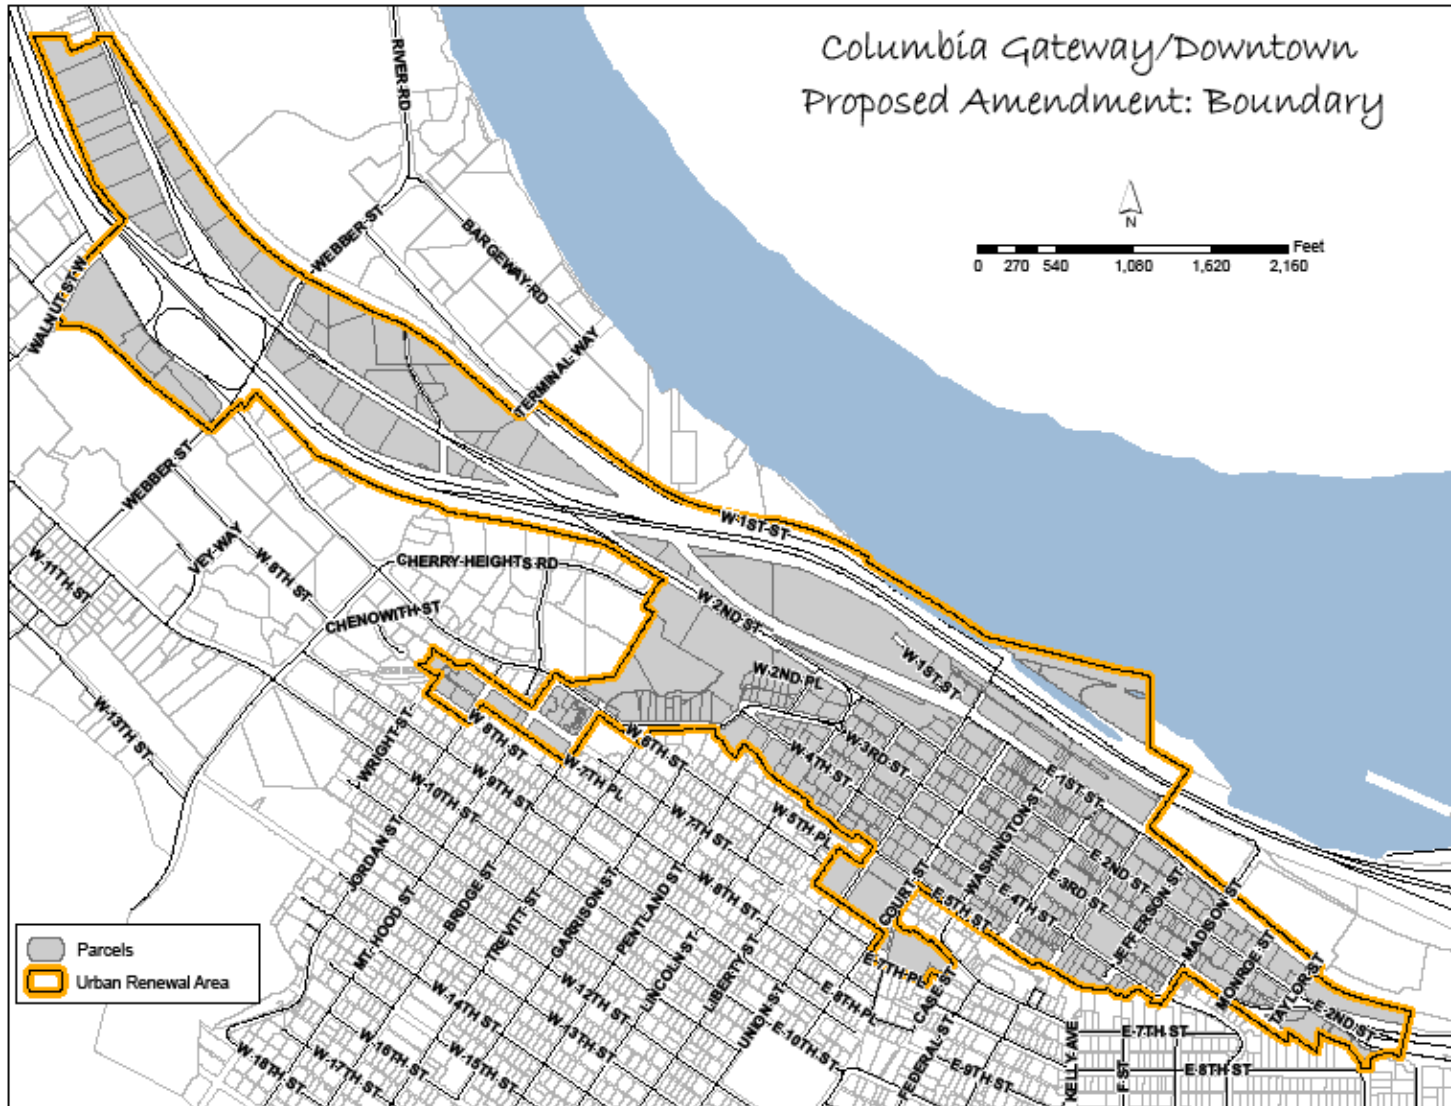 Columbia Gateway/Downtown
Proposed Amendment: Boundary
N
Feet
0 270 540 1,080 1,620 2,160
RIVER RD
WEBBER ST
BARGEWAY RD
WALNUT ST W
TERMINAL WAY
WEBBER ST
W 1ST ST
VEY WAY
W 8TH ST
W 11TH ST
CHERRY HEIGHTS RD
CHENOWITH ST
W 2ND ST
W 1ST ST
W 2ND PL
W 13TH ST
WRIGHT ST
W 8TH ST
W 6TH ST
W 3RD ST
W 4TH ST
W 7TH PL
W 9TH ST
W 10TH ST
W 7TH ST
W 5TH PL
E 1ST ST
WASHINGTON ST
JORDAN ST
E 2ND ST
E 3RD ST
E 4TH ST
E 5TH ST
COURT ST
W 8TH ST
MT HOOD ST
BRIDGE ST
TREVITT ST
GARRISON ST
PENTLAND ST
LINCOLN ST
LIBERTY ST
UNION ST
JEFFERSON ST
MADISON ST
MONROE ST
TAYLOR ST
E 2ND ST
Parcels
Urban Renewal Area
E 7TH PL
CASE ST
E 8TH PL
W 12TH ST
W 14TH ST
W 13TH ST
E 10TH ST
FEDERAL ST
E 9TH ST
KELLY AVE
F ST
E 7TH ST
E 8TH ST
W 16TH ST
W 15TH ST
W 17TH ST
W 18TH ST